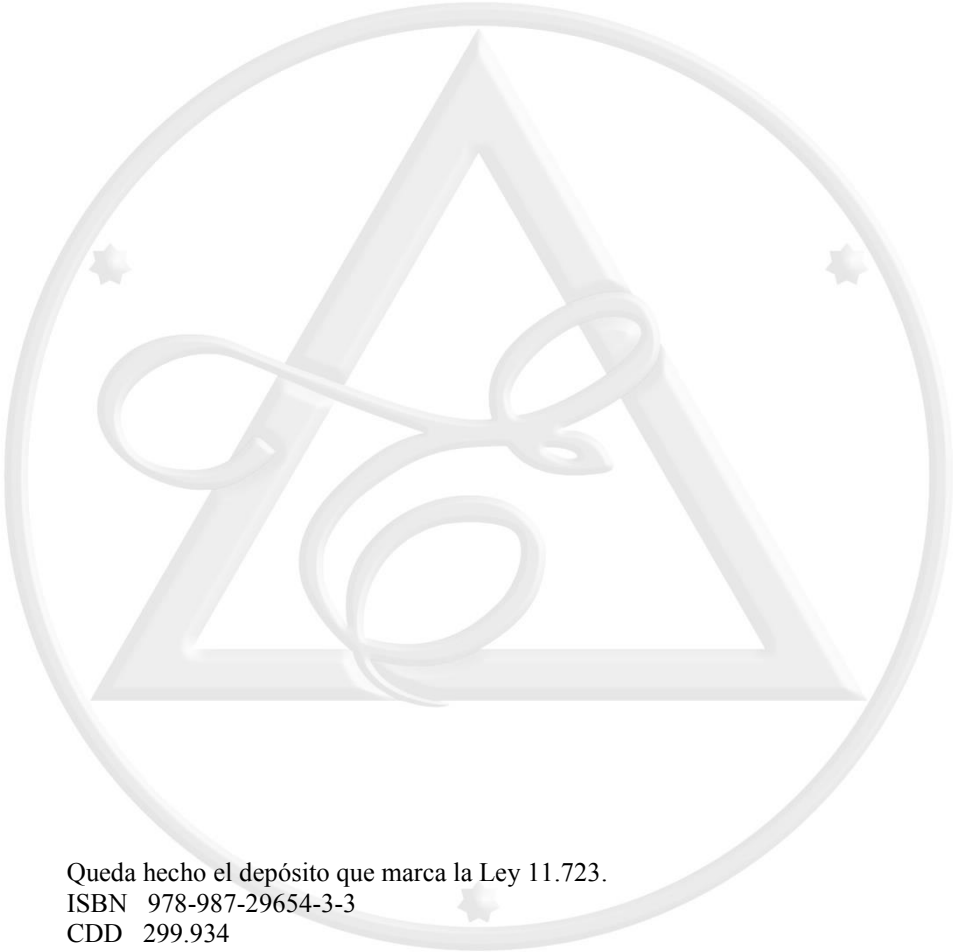 Queda hecho el depósito que marca la Ley 11.723.
ISBN 978-987-29654-3-3
CDD 299.934